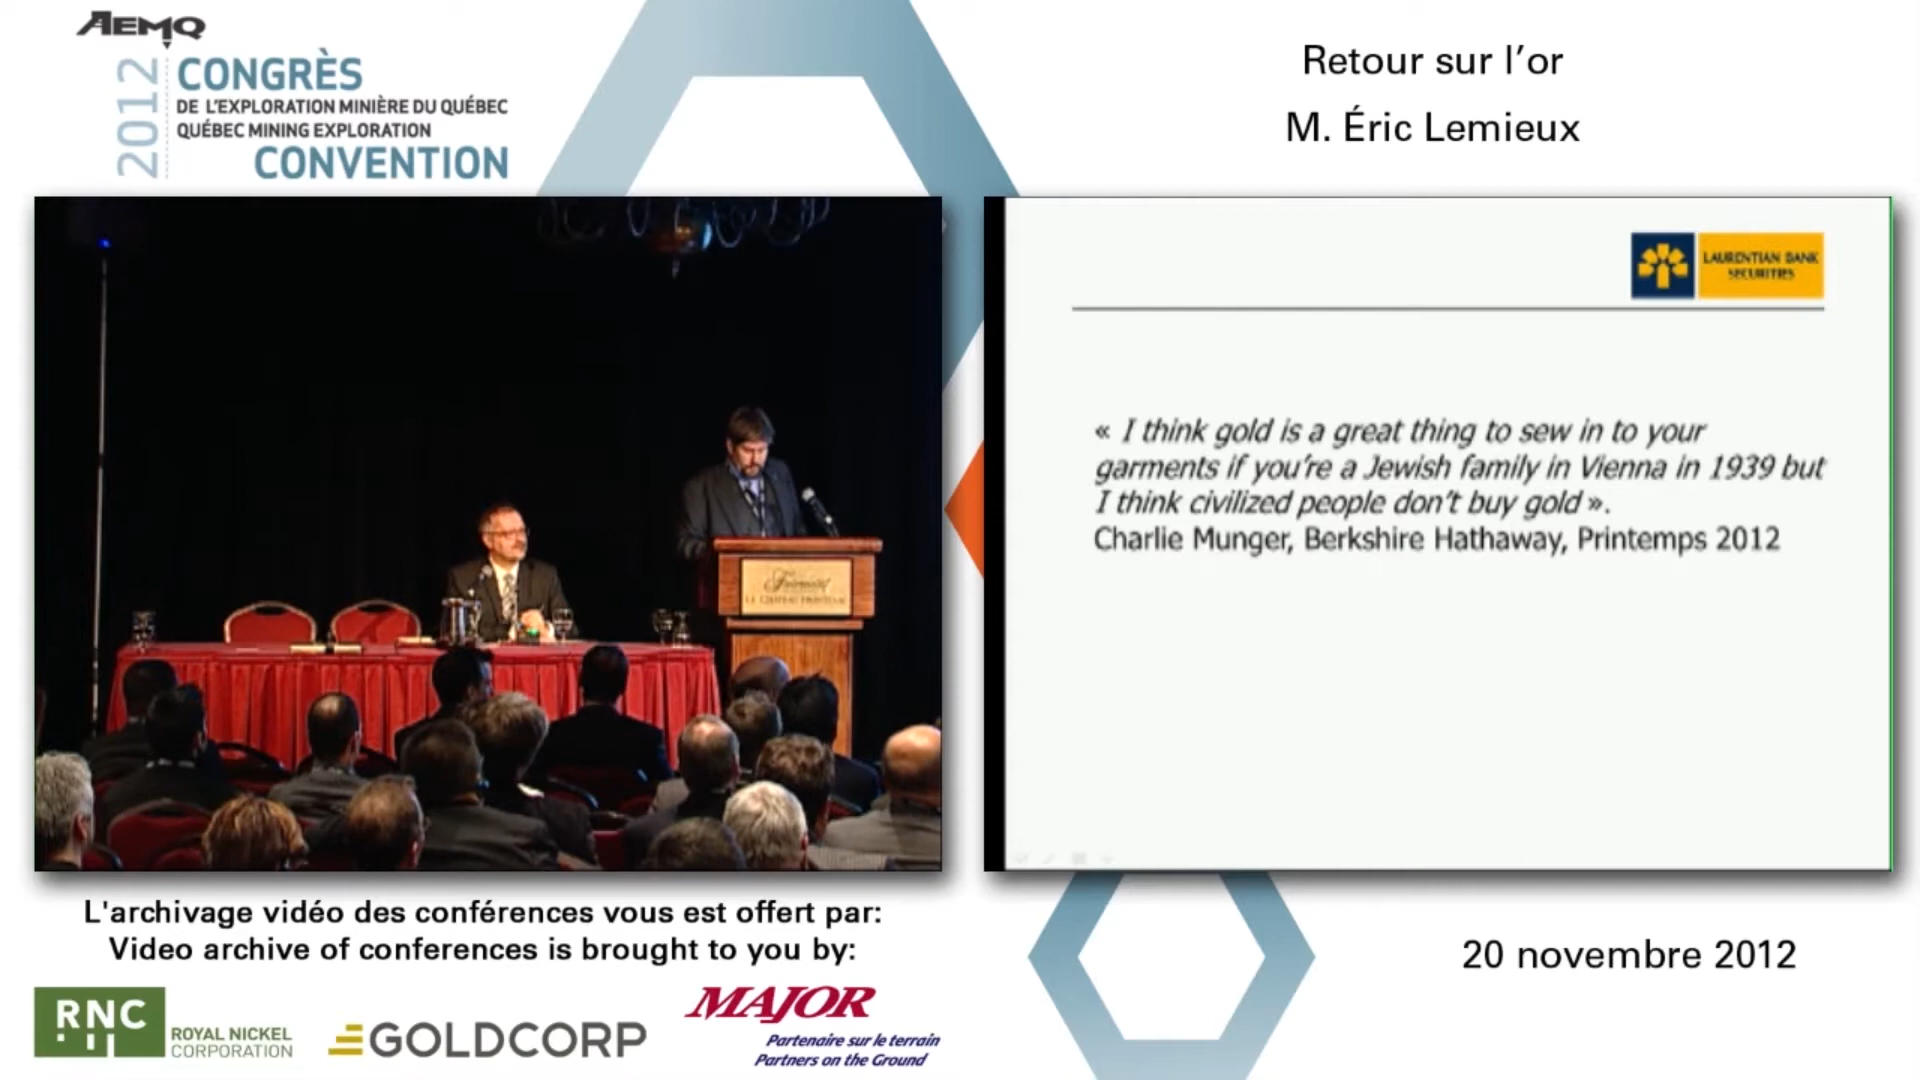 AEMQ
2012
CONGRÈS
DE L'EXPLORATION MINIÈRE DU QUÉBEC
QUÉBEC MINING EXPLORATION
CONVENTION
Retour sur l'or
M. Éric Lemieux
LAURENTIAN BANK
SECURITIES
« I think gold is a great thing to sew in to your
garments if you're a Jewish family in Vienna in 1939 but
I think civilized people don't buy gold ».
Charlie Munger, Berkshire Hathaway, Printemps 2012
Fairmont
LE CHATEAU FRONTENAC
L'archivage vidéo des conférences vous est offert par:
Video archive of conferences is brought to you by:
RNC
ROYAL NICKEL
CORPORATION
GOLDCORP
MAJOR
Partenaire sur le terrain
Partners on the Ground
20 novembre 2012